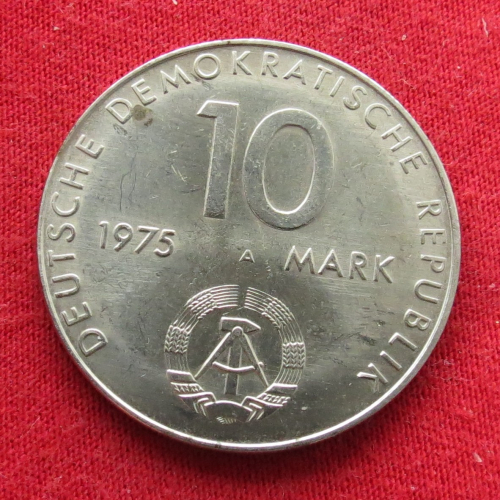 DEUTSCHE DEMOKRATISCHE REPUBLIK
10
1975 A MARK